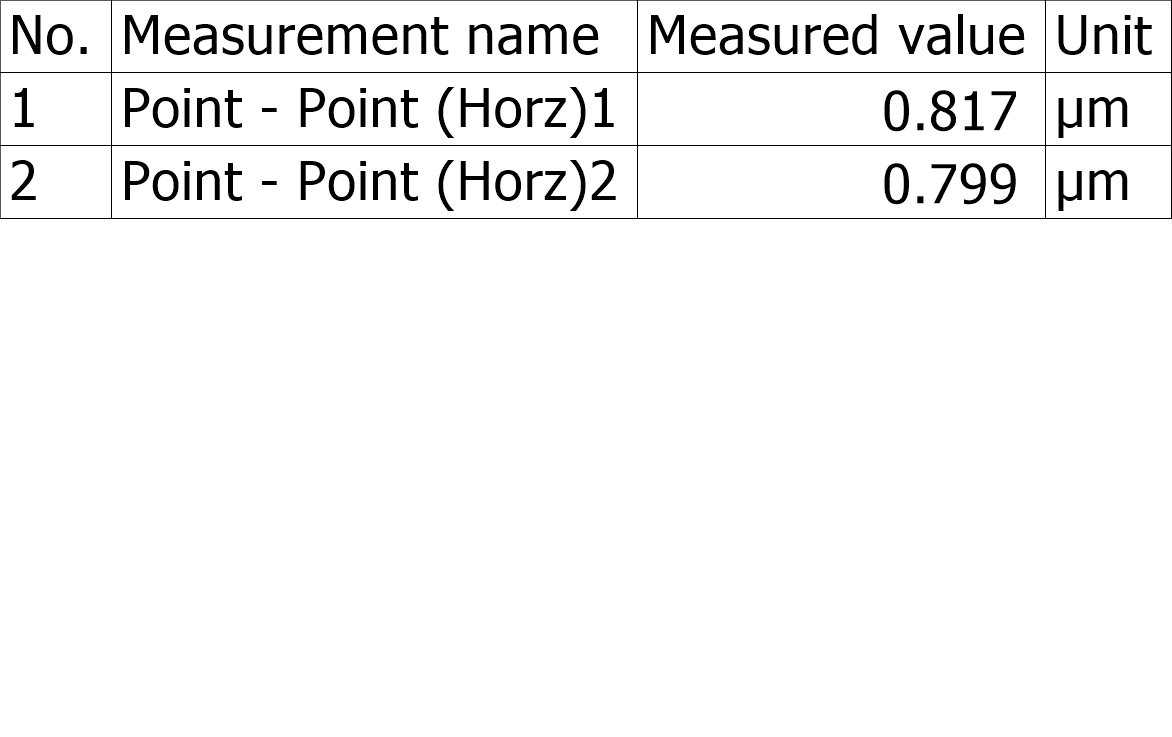 No. Measurement name Measured value Unit
1 Point - Point (Horz)1 0.817 µm
2 Point - Point (Horz)2 0.799 µm